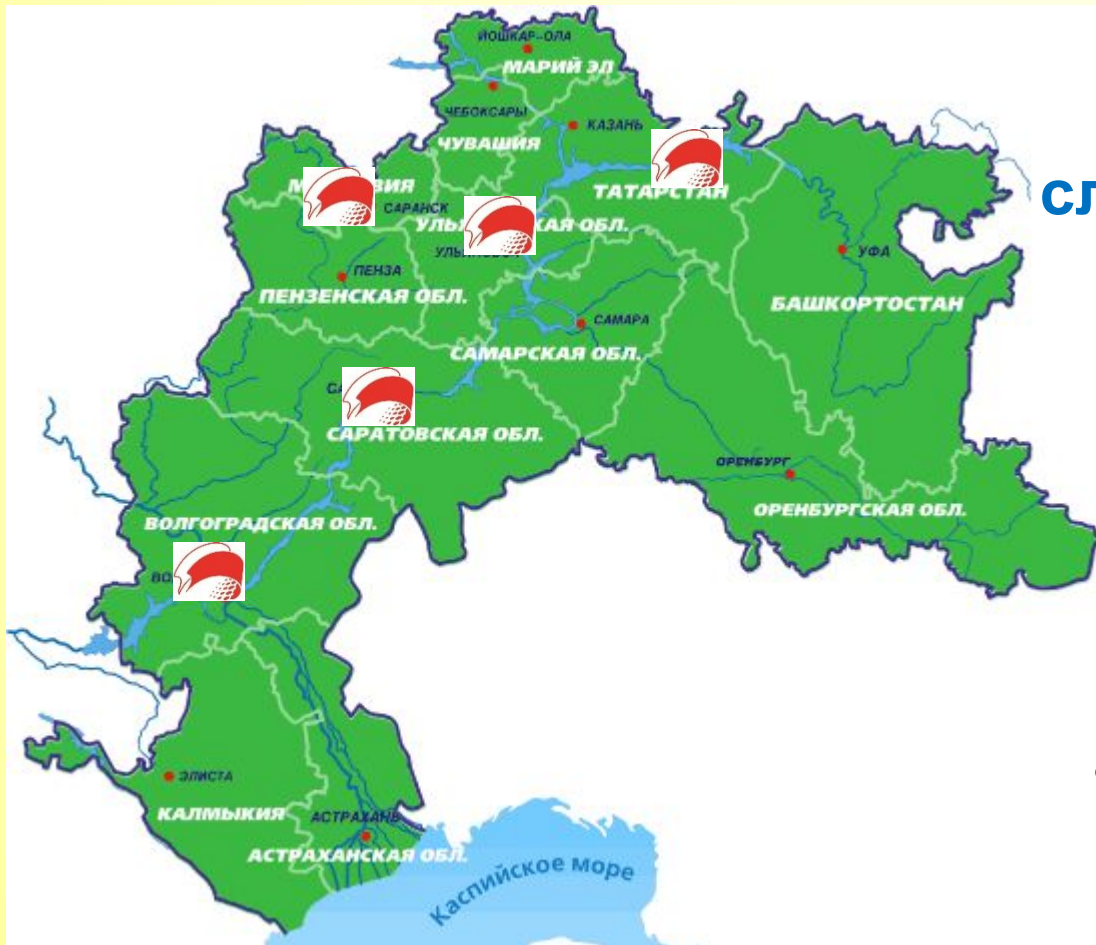 ЙОШКАР-ОЛА
МАРИЙ ЭЛ
ЧЕБОКСАРЫ
КАЗАНЬ
ЧУВАШИЯ
ТАТАРСТАН
САРАНСК
УФА
ПЕНЗА
ПЕНЗЕНСКАЯ ОБЛ.
БАШКОРТОСТАН
САМАРА
САМАРСКАЯ ОБЛ.
САРАТОВСКАЯ ОБЛ.
ОРЕНБУРГ
ОРЕНБУРГСКАЯ ОБЛ.
ВОЛГОГРАДСКАЯ ОБЛ.
ЭЛИСТА
КАЛМЫКИЯ
АСТРАХАНЬ
АСТРАХАНСКАЯ ОБЛ.
Каспийское море